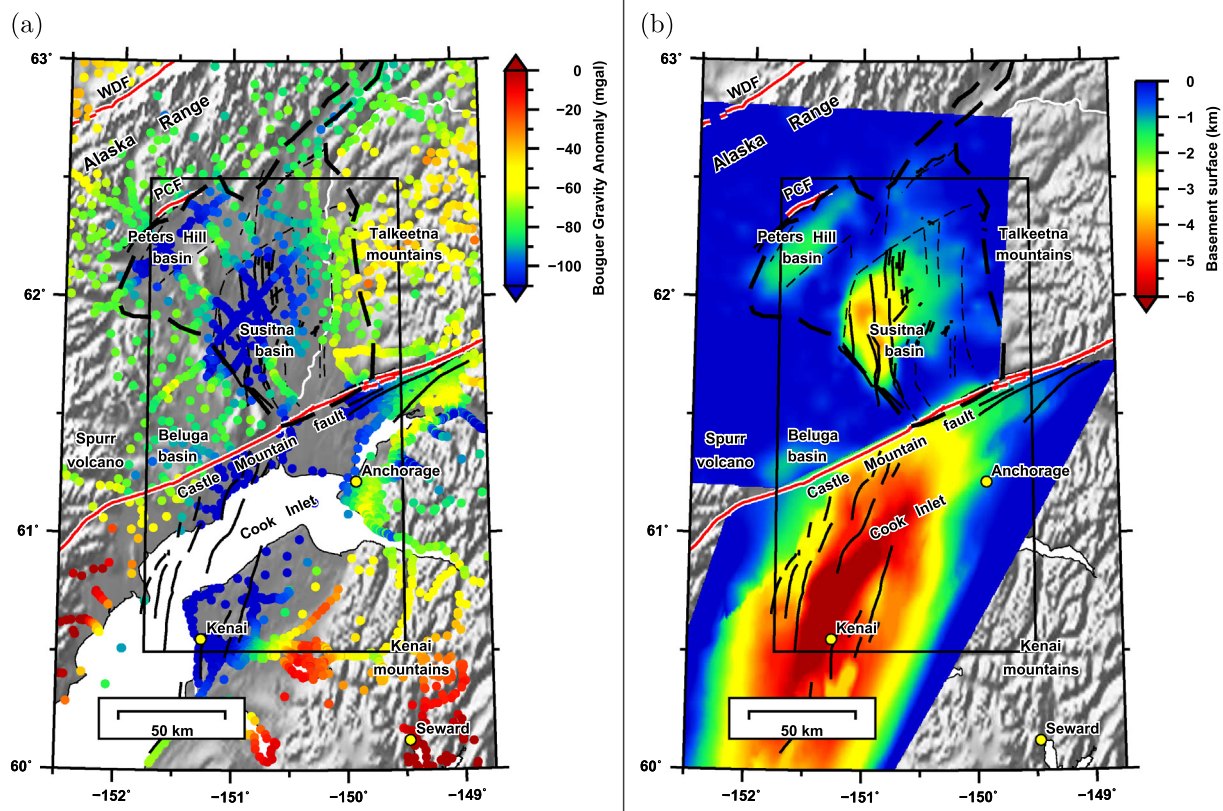 (a)
63°
62°
61°
60°
−152°
−151°
−150°
−149°
WDF
Alaska Range
PCF
Peters Hill
basin
Talkeetna
mountains
Susitna
basin
Spurr
volcano
Beluga
basin
Castle Mountain fault
Anchorage
Cook Inlet
Kenai
Kenai
mountains
Seward
50 km
0
−20
−40
−60
−80
−100
Bouguer Gravity Anomaly (mgal)
(b)
63°
62°
61°
60°
−152°
−151°
−150°
−149°
WDF
Alaska Range
PCF
Peters Hill
basin
Talkeetna
mountains
Susitna
basin
Spurr
volcano
Beluga
basin
Castle Mountain fault
Anchorage
Cook Inlet
Kenai
Kenai
mountains
Seward
50 km
0
−1
−2
−3
−4
−5
−6
Basement surface (km)